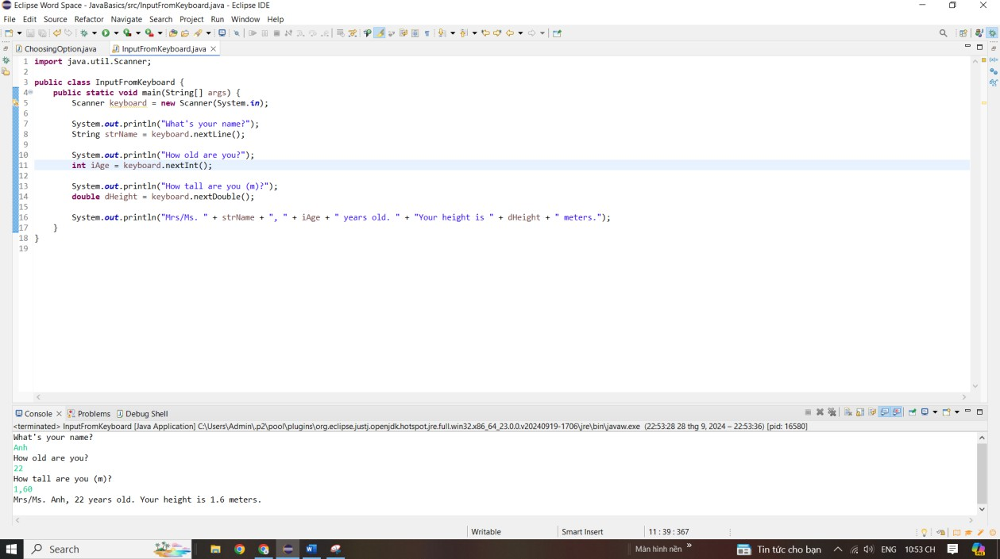 Eclipse Word Space - JavaBasics/src/InputFromKeyboard.java - Eclipse IDE
File Edit Source Refactor Navigate Search Project Run Window Help
ChoosingOption.java InputFromKeyboard.java
1 import java.util.Scanner;
2
3 public class InputFromKeyboard {
4 public static void main(String[] args) {
5 Scanner keyboard = new Scanner(System.in);
6
7 System.out.println("What's your name?");
8 String strName = keyboard.nextLine();
9
10 System.out.println("How old are you?");
11 int iAge = keyboard.nextInt();
12
13 System.out.println("How tall are you (m)?");
14 double dHeight = keyboard.nextDouble();
15
16 System.out.println("Mrs/Ms. " + strName + ", " + iAge + " years old. " + "Your height is " + dHeight + " meters.");
17 }
18 }
19
Console Problems Debug Shell
<terminated> InputFromKeyboard [Java Application] C:\Users\Admin\.p2\pool\plugins\org.eclipse.justj.openjdk.hotspot.jre.full.win32.x86_64_23.0.0.v20240919-1706\jre\bin\javaw.exe (22:53:28 28 thg 9, 2024 – 22:53:36) [pid: 16580]
What's your name?
Anh
How old are you?
22
How tall are you (m)?
1,60
Mrs/Ms. Anh, 22 years old. Your height is 1.6 meters.
Writable Smart Insert 11 : 39 : 367
Search Màn hình nền » Tin tức cho bạn ENG 10:53 CH